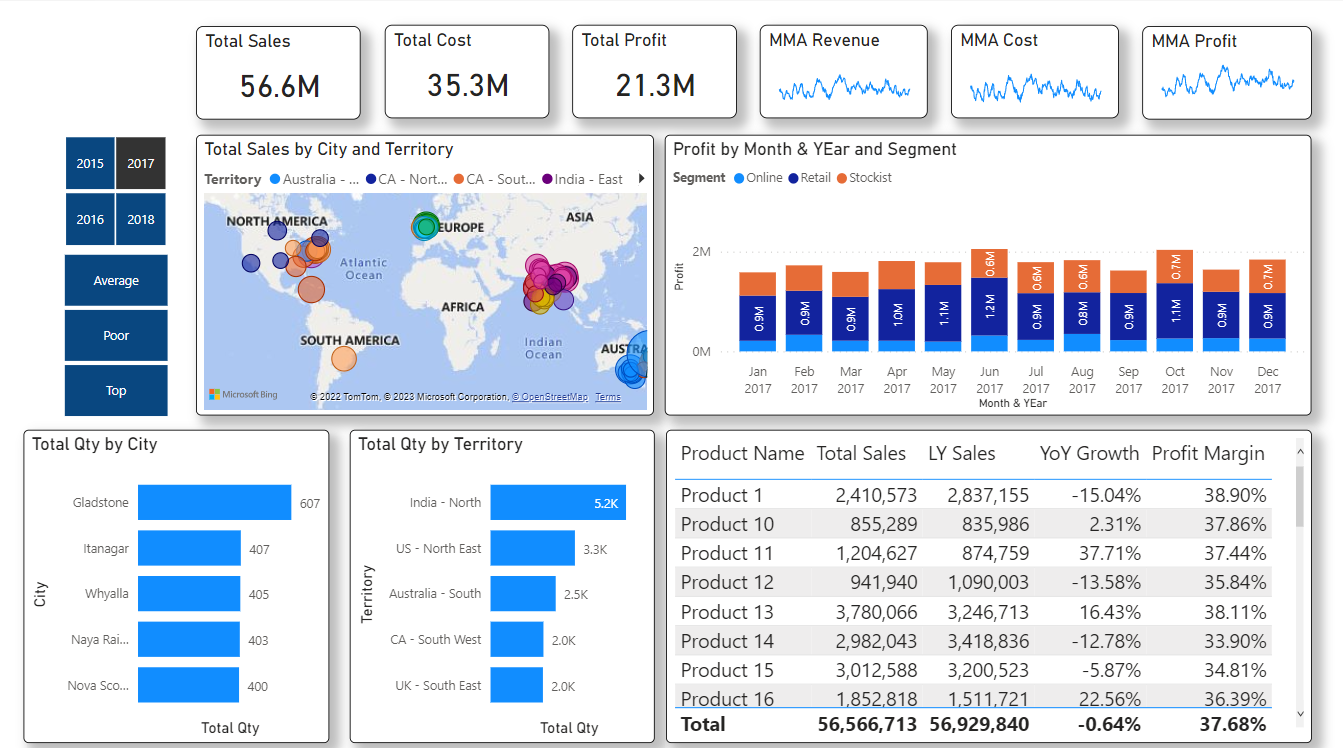 Total Sales
56.6M
Total Cost
35.3M
Total Profit
21.3M
MMA Revenue
MMA Cost
MMA Profit
2015
2017
2016
2018
Average
Poor
Top
Total Sales by City and Territory
Territory
Australia - ...
CA - Nort...
CA - Sout...
India - East
NORTH AMERICA
EUROPE
ASIA
Atlantic
Ocean
AFRICA
SOUTH AMERICA
Indian
Ocean
AUSTRA
Microsoft Bing
© 2022 TomTom, © 2023 Microsoft Corporation, © OpenStreetMap Terms
Profit by Month & YEar and Segment
Segment Online Retail Stockist
Profit
2M
0M
0.6M
0.7M
0.6M
0.6M
0.7M
0.9M
0.9M
0.9M
1.0M
1.1M
1.2M
0.9M
0.8M
0.9M
1.1M
0.9M
0.9M
Jan
2017
Feb
2017
Mar
2017
Apr
2017
May
2017
Jun
2017
Jul
2017
Aug
2017
Sep
2017
Oct
2017
Nov
2017
Dec
2017
Month & YEar
Total Qty by City
City
Gladstone 607
Itanagar 407
Whyalla 405
Naya Rai... 403
Nova Sco... 400
Total Qty
Total Qty by Territory
Territory
India - North 5.2K
US - North East 3.3K
Australia - South 2.5K
CA - South West 2.0K
UK - South East 2.0K
Total Qty
Product Name Total Sales LY Sales YoY Growth Profit Margin
Product 1 2,410,573 2,837,155 -15.04% 38.90%
Product 10 855,289 835,986 2.31% 37.86%
Product 11 1,204,627 874,759 37.71% 37.44%
Product 12 941,940 1,090,003 -13.58% 35.84%
Product 13 3,780,066 3,246,713 16.43% 38.11%
Product 14 2,982,043 3,418,836 -12.78% 33.90%
Product 15 3,012,588 3,200,523 -5.87% 34.81%
Product 16 1,852,818 1,511,721 22.56% 36.39%
Total 56,566,713 56,929,840 -0.64% 37.68%